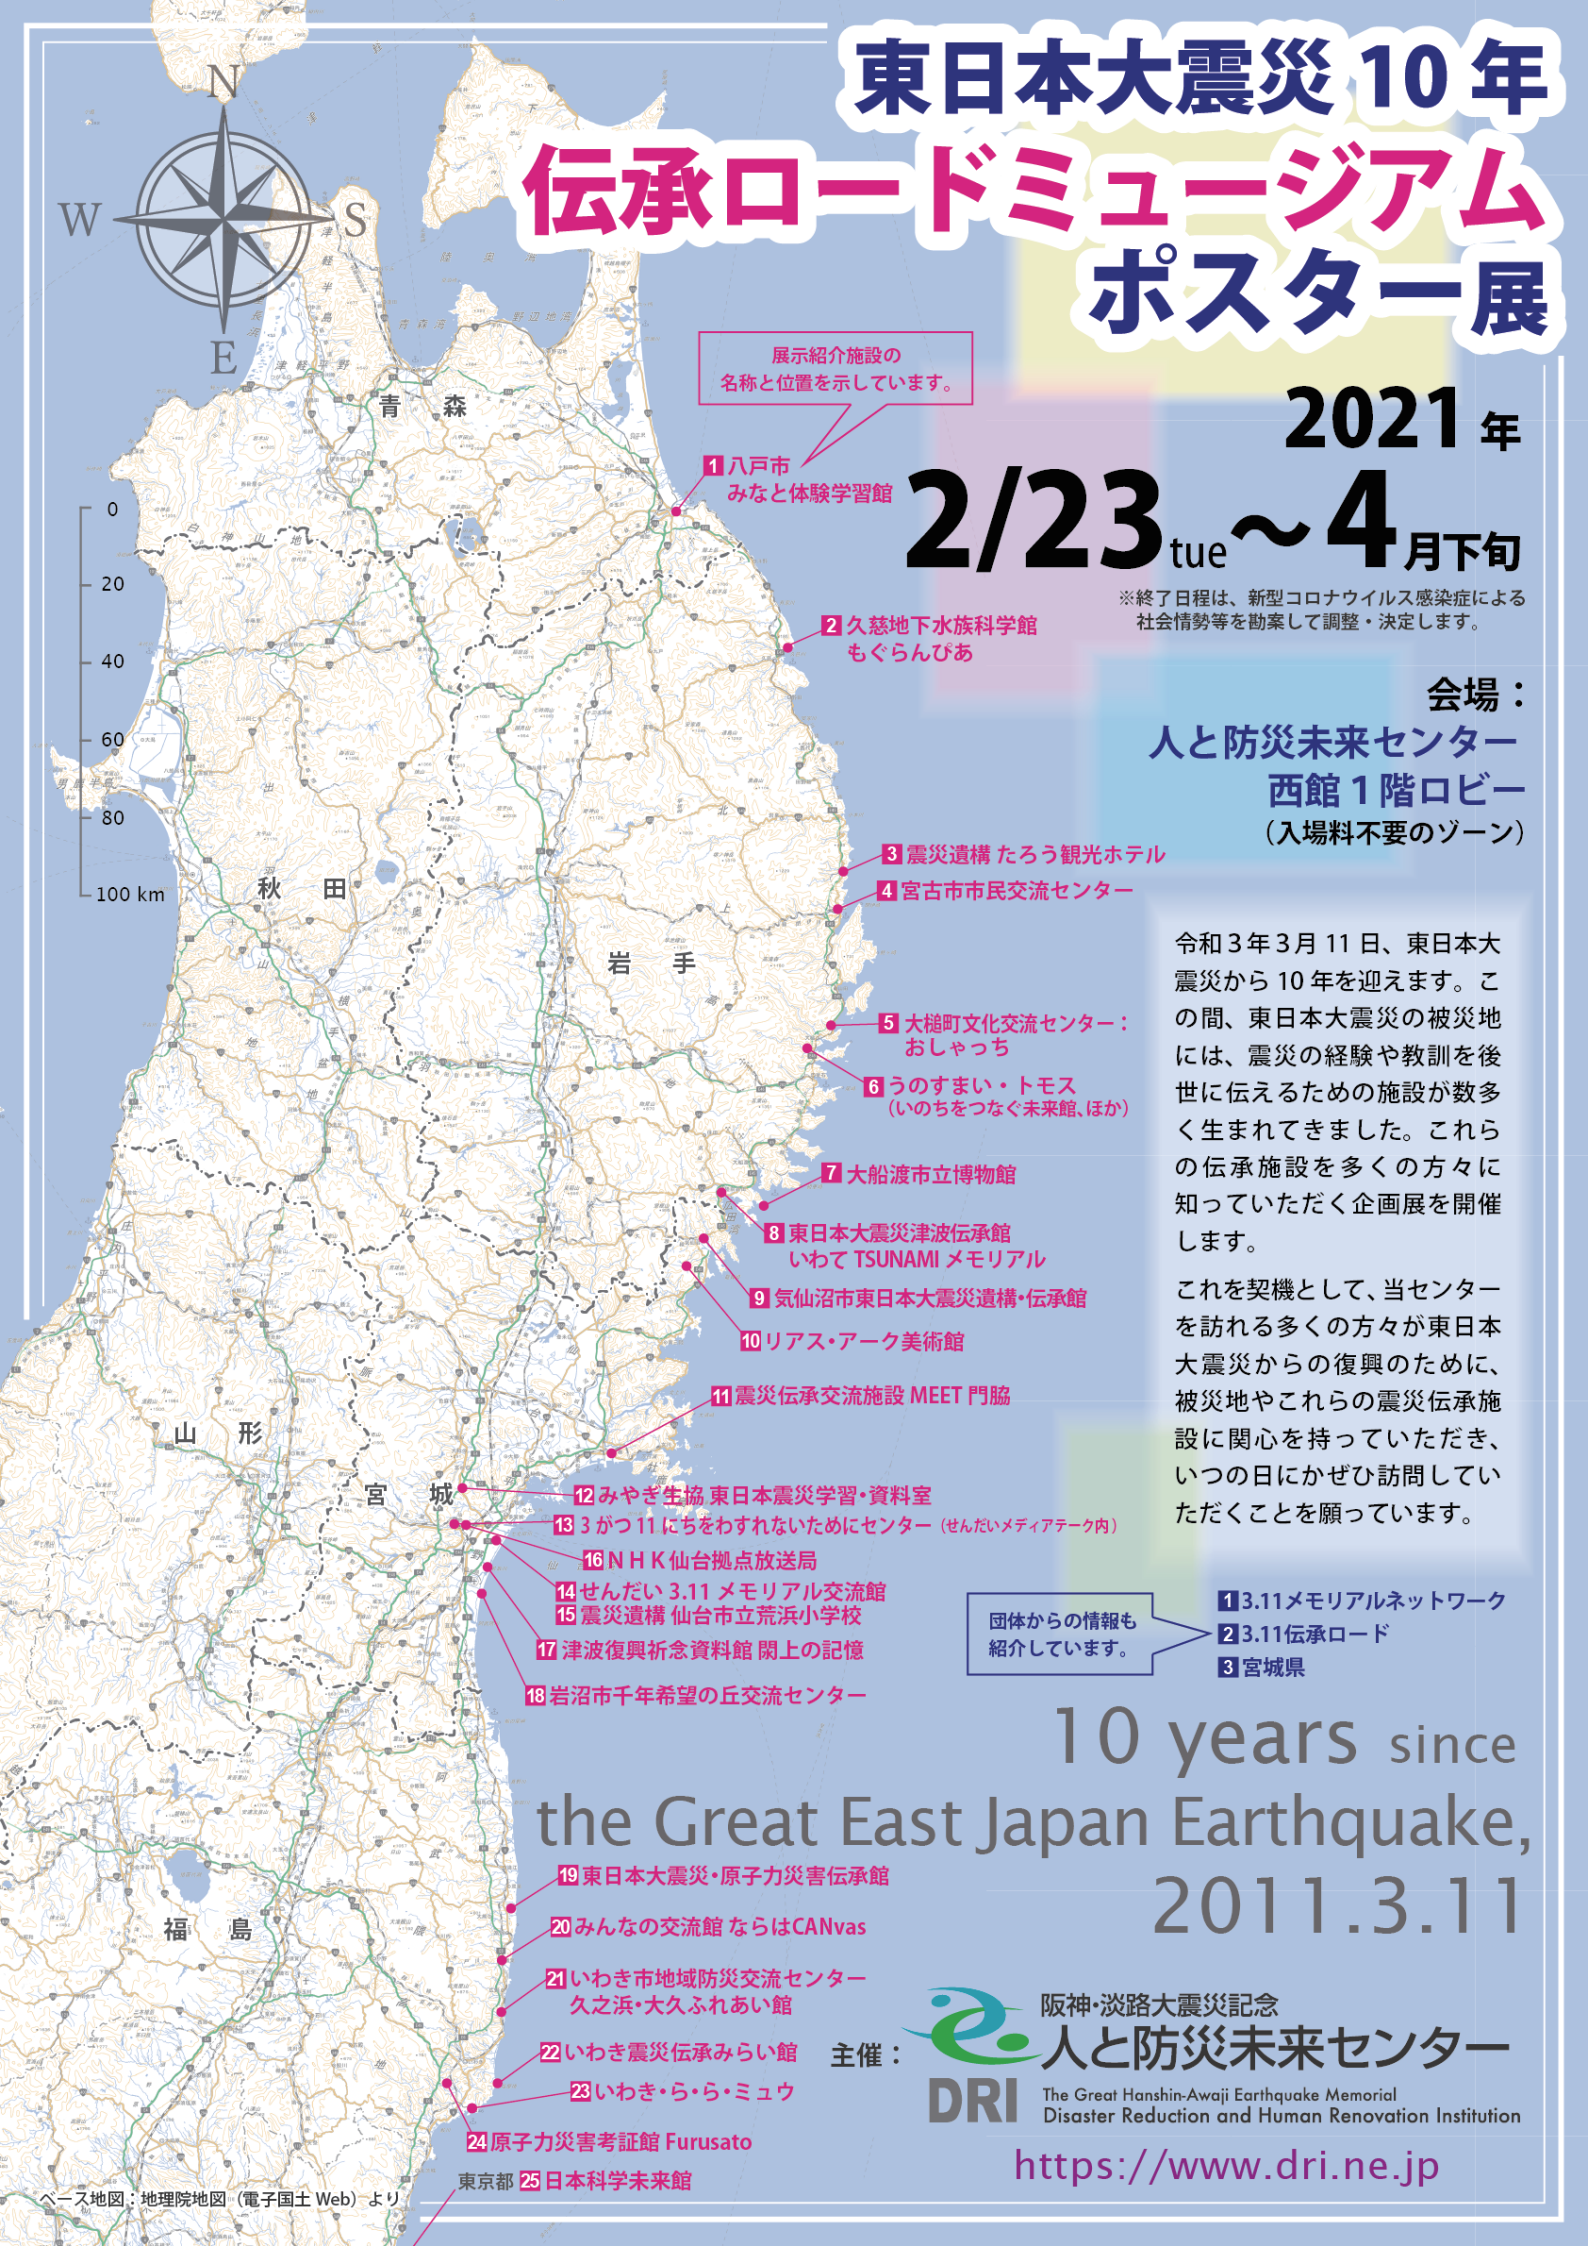 東日本大震災 10 年
伝承ロードミュージアム
ポスター展
N
W
S
E
展示紹介施設の
名称と位置を示しています。
2021 年
2/23 tue ～ 4 月下旬
※終了日程は、新型コロナウイルス感染症による
社会情勢等を勘案して調整・決定します。
会場：
人と防災未来センター
西館 1 階ロビー
（入場料不要のゾーン）
令和３年３月 11 日、東日本大
震災から 10 年を迎えます。こ
の間、東日本大震災の被災地
には、震災の経験や教訓を後
世に伝えるための施設が数多
く生まれてきました。これら
の伝承施設を多くの方々に
知っていただく企画展を開催
します。
これを契機として、当センター
を訪れる多くの方々が東日本
大震災からの復興のために、
被災地やこれらの震災伝承施
設に関心を持っていただき、
いつの日にかぜひ訪問してい
ただくことを願っています。
青 森
秋 田
岩 手
山 形
宮 城
福 島
津軽半島
青森湾
野辺地湾
津軽平野
白神山地
男鹿半島
0
20
40
60
80
100 km
1 八戸市
みなと体験学習館
2 久慈地下水族科学館
もぐらんぴあ
3 震災遺構 たろう観光ホテル
4 宮古市市民交流センター
5 大槌町文化交流センター：
おしゃっち
6 うのすまい・トモス
（いのちをつなぐ未来館、ほか）
7 大船渡市立博物館
8 東日本大震災津波伝承館
いわて TSUNAMI メモリアル
9 気仙沼市東日本大震災遺構・伝承館
10 リアス・アーク美術館
11 震災伝承交流施設 MEET 門脇
12 みやぎ生協 東日本震災学習・資料室
13 3 がつ 11 にちをわすれないためにセンター（せんだいメディアテーク内）
16 ＮＨＫ仙台拠点放送局
14 せんだい 3.11 メモリアル交流館
15 震災遺構 仙台市立荒浜小学校
17 津波復興祈念資料館 閖上の記憶
18 岩沼市千年希望の丘交流センター
19 東日本大震災・原子力災害伝承館
20 みんなの交流館 ならはCANvas
21 いわき市地域防災交流センター
久之浜・大久ふれあい館
22 いわき震災伝承みらい館
23 いわき・ら・ら・ミュウ
24 原子力災害考証館 Furusato
東京都 25 日本科学未来館
団体からの情報も
紹介しています。
1 3.11メモリアルネットワーク
2 3.11伝承ロード
3 宮城県
10 years since
the Great East Japan Earthquake,
2011.3.11
主催：
DRI
阪神・淡路大震災記念
人と防災未来センター
The Great Hanshin-Awaji Earthquake Memorial
Disaster Reduction and Human Renovation Institution
https://www.dri.ne.jp
ベース地図：地理院地図（電子国土 Web）より